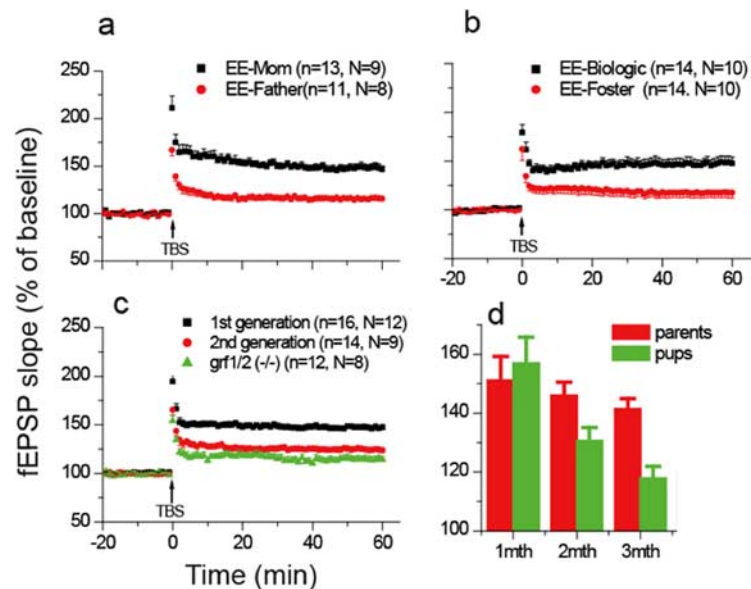 a
250
200
150
100
50
EE-Mom (n=13, N=9)
EE-Father(n=11, N=8)
TBS
b
EE-Biologic (n=14, N=10)
EE-Foster (n=14. N=10)
TBS
-20 0 20 40 60
c
250
200
150
100
50
1st generation (n=16, N=12)
2nd generation (n=14, N=9)
grf1/2 (-/-) (n=12, N=8)
TBS
-20 0 20 40 60
Time (min)
fEPSP slope (% of baseline)
d
parents
pups
160
140
120
100
1mth 2mth 3mth